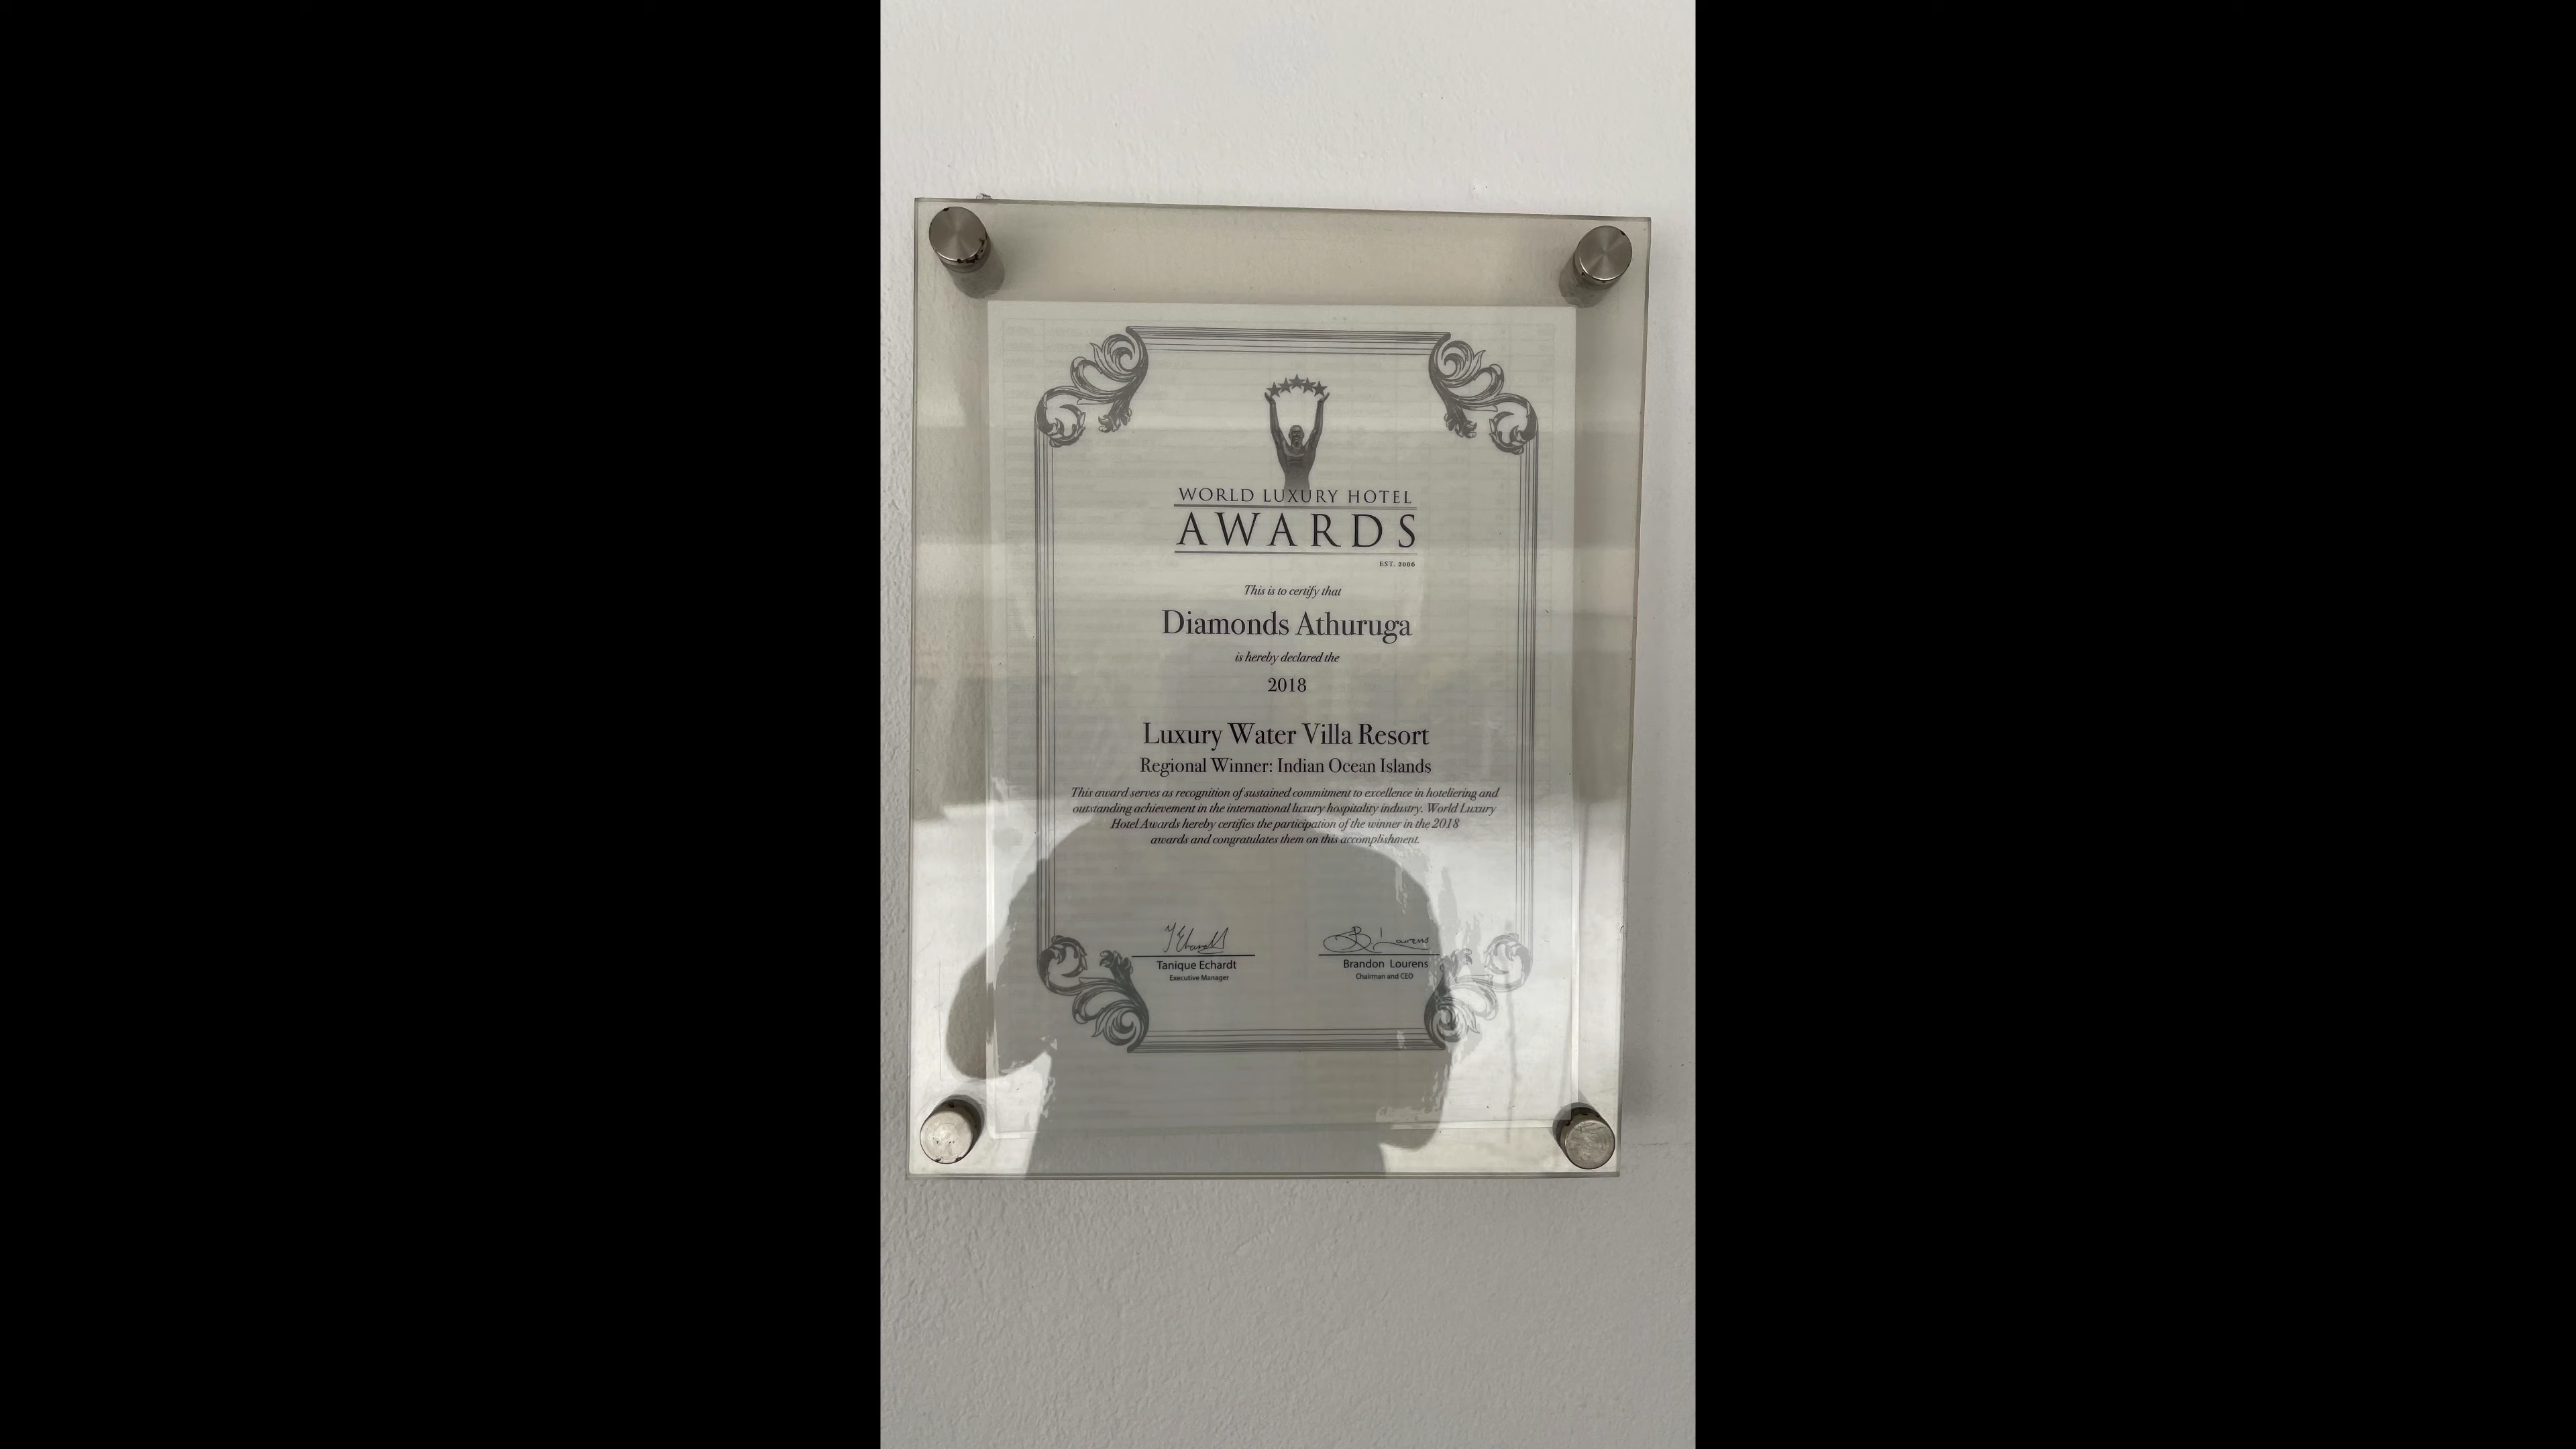 WORLD LUXURY HOTEL
AWARDS
EST. 2006
This is to certify that
Diamonds Athuruga
is hereby declared the
2018
Luxury Water Villa Resort
Regional Winner: Indian Ocean Islands
This award serves as recognition of sustained commitment to excellence in hoteliering and
outstanding achievement in the international luxury hospitality industry. World Luxury
Hotel Awards hereby certifies the participation of the winner in the 2018
awards and congratulates them on this accomplishment.
Tanique Echardt
Executive Manager
Brandon Lourens
Chairman and CEO